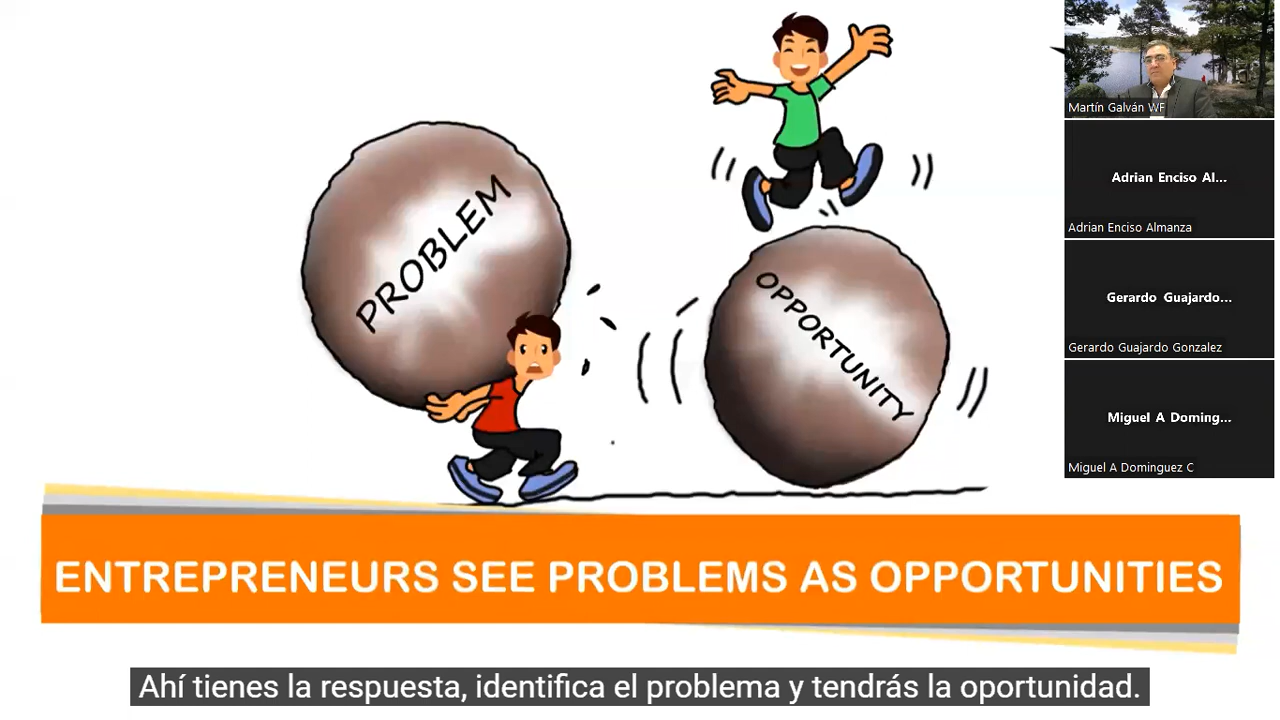 PROBLEM
OPPORTUNITY
ENTREPRENEURS SEE PROBLEMS AS OPPORTUNITIES
Ahí tienes la respuesta, identifica el problema y tendrás la oportunidad.
Martín Galván WF
Adrian Enciso Al...
Adrian Enciso Almanza
Gerardo Guajardo...
Gerardo Guajardo Gonzalez
Miguel A Doming...
Miguel A Dominguez C